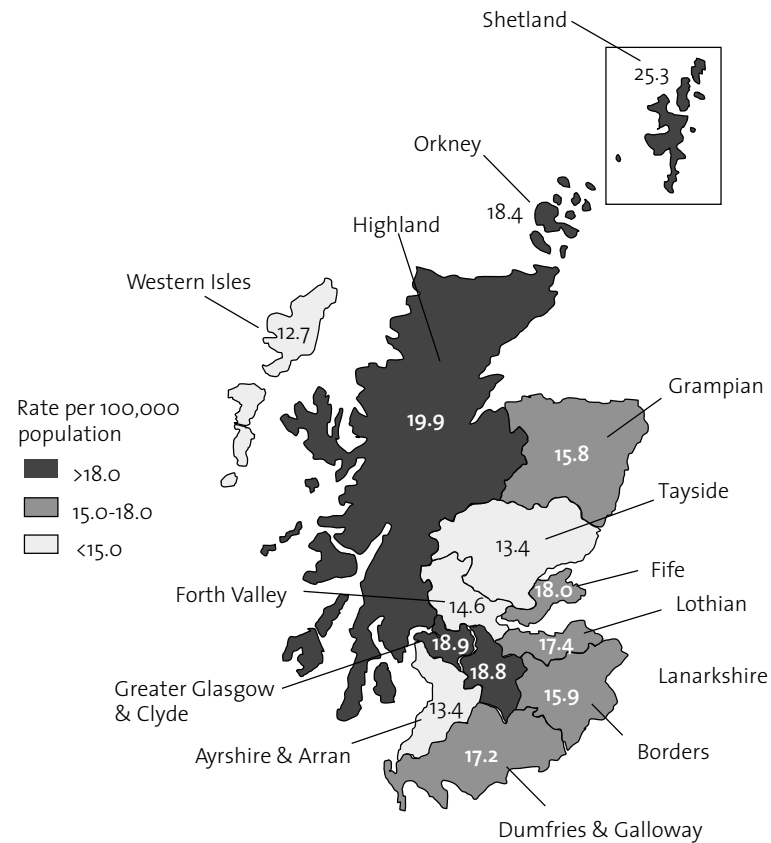 Shetland
25.3
Orkney
18.4
Highland
Western Isles
12.7
Grampian
Rate per 100,000
population
19.9
15.8
>18.0
Tayside
15.0-18.0
13.4
<15.0
Fife
18.0
Forth Valley
14.6
Lothian
18.9
17.4
18.8
Lanarkshire
Greater Glasgow
& Clyde
15.9
13.4
Ayrshire & Arran
17.2
Borders
Dumfries & Galloway